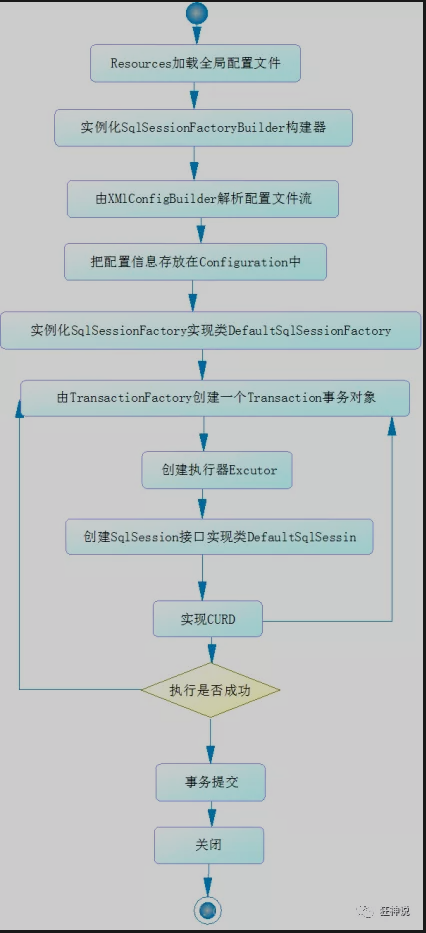 Resources加载全局配置文件
实例化SqlSessionFactoryBuilder构建器
由XMlConfigBuilder解析配置文件流
把配置信息存放在Configuration中
实例化SqlSessionFactory实现类DefaultSqlSessionFactory
由TransactionFactory创建一个Transaction事务对象
创建执行器Excutor
创建SqlSession接口实现类DefaultSqlSessin
实现CURD
执行是否成功
事务提交
关闭
狂神说